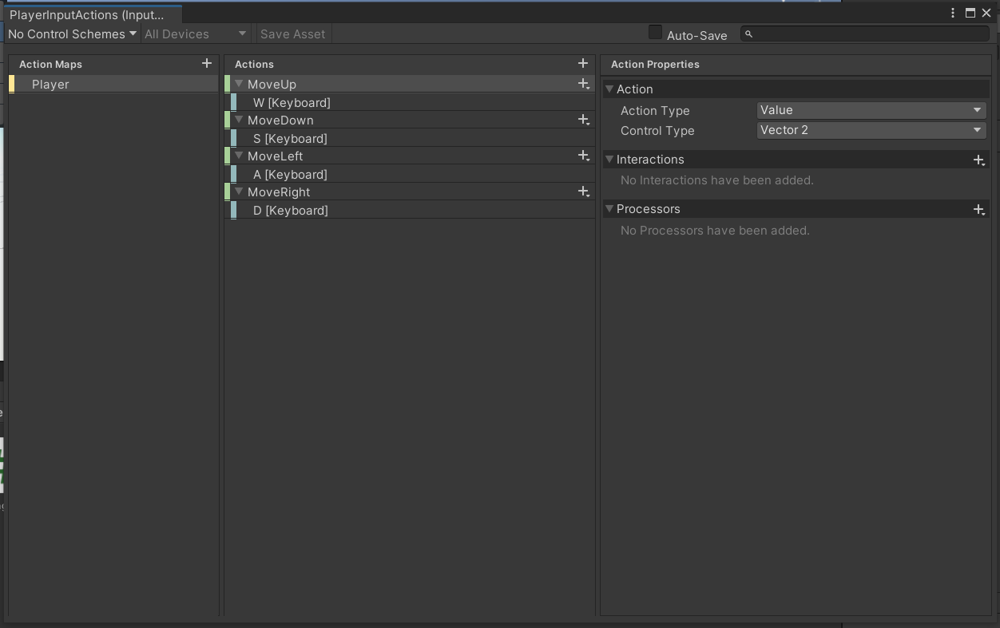 PlayerInputActions (Input...
No Control Schemes All Devices Save Asset Auto-Save
Action Maps
Player
Actions
MoveUp
W [Keyboard]
MoveDown
S [Keyboard]
MoveLeft
A [Keyboard]
MoveRight
D [Keyboard]
Action Properties
Action
Action Type Value
Control Type Vector 2
Interactions
No Interactions have been added.
Processors
No Processors have been added.